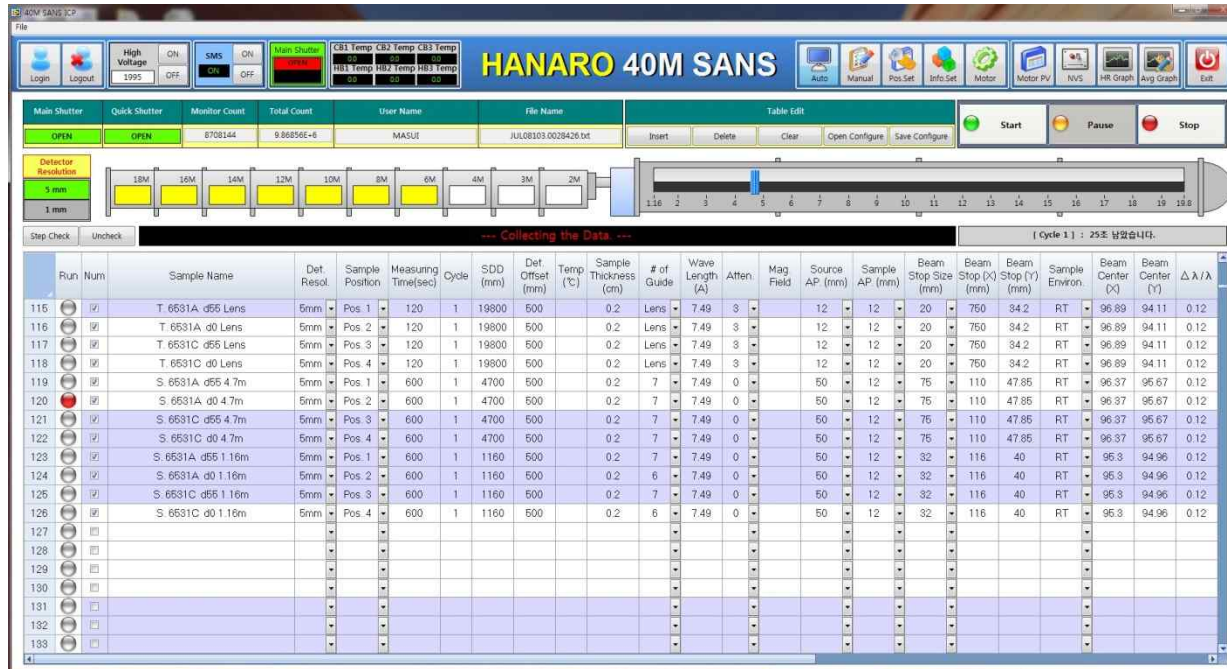 40M SANS ICP
File
Login Logout High Voltage 1995 ON OFF SMS ON ON OFF Main Shutter OPEN CB1 Temp CB2 Temp CB3 Temp 0.0 0.0 0.0 HB1 Temp HB2 Temp HB3 Temp 0.0 0.0 0.0 HANARO 40M SANS Auto Manual Pos.Set Info.Set Motor Motor PV NVS HR Graph Avg Graph Exit
Main Shutter Quick Shutter Monitor Count Total Count User Name File Name Table Edit
OPEN OPEN 8708144 9.86856E+6 MASUI JUL08103.0028426.txt Insert Delete Clear Open Configure Save Configure Start Pause Stop
Detector Resolution
5 mm
1 mm
18M 16M 14M 12M 10M 8M 6M 4M 3M 2M
1.16 2 3 4 5 6 7 8 9 10 11 12 13 14 15 16 17 18 19 19.8
Step Check Uncheck --- Collecting the Data. --- [ Cycle 1 ] : 25초 남았습니다.
Run Num Sample Name Det. Resol. Sample Position Measuring Time(sec) Cycle SDD (mm) Det. Offset (mm) Temp (℃) Sample Thickness (cm) # of Guide Wave Length (A) Atten. Mag. Field Source AP. (mm) Sample AP. (mm) Beam Stop Size (mm) Beam Stop (X) (mm) Beam Stop (Y) (mm) Sample Environ. Beam Center (X) Beam Center (Y) Δλ/λ
115 T. 6531A d55 Lens 5mm Pos. 1 120 1 19800 500 0.2 Lens 7.49 3 12 12 20 750 34.2 RT 96.89 94.11 0.12
116 T. 6531A d0 Lens 5mm Pos. 2 120 1 19800 500 0.2 Lens 7.49 3 12 12 20 750 34.2 RT 96.89 94.11 0.12
117 T. 6531C d55 Lens 5mm Pos. 3 120 1 19800 500 0.2 Lens 7.49 3 12 12 20 750 34.2 RT 96.89 94.11 0.12
118 T. 6531C d0 Lens 5mm Pos. 4 120 1 19800 500 0.2 Lens 7.49 3 12 12 20 750 34.2 RT 96.89 94.11 0.12
119 S. 6531A d55 4.7m 5mm Pos. 1 600 1 4700 500 0.2 7 7.49 0 50 12 75 110 47.85 RT 96.37 95.67 0.12
120 S. 6531A d0 4.7m 5mm Pos. 2 600 1 4700 500 0.2 7 7.49 0 50 12 75 110 47.85 RT 96.37 95.67 0.12
121 S. 6531C d55 4.7m 5mm Pos. 3 600 1 4700 500 0.2 7 7.49 0 50 12 75 110 47.85 RT 96.37 95.67 0.12
122 S. 6531C d0 4.7m 5mm Pos. 4 600 1 4700 500 0.2 7 7.49 0 50 12 75 110 47.85 RT 96.37 95.67 0.12
123 S. 6531A d55 1.16m 5mm Pos. 1 600 1 1160 500 0.2 7 7.49 0 50 12 32 116 40 RT 95.3 94.96 0.12
124 S. 6531A d0 1.16m 5mm Pos. 2 600 1 1160 500 0.2 6 7.49 0 50 12 32 116 40 RT 95.3 94.96 0.12
125 S. 6531C d55 1.16m 5mm Pos. 3 600 1 1160 500 0.2 7 7.49 0 50 12 32 116 40 RT 95.3 94.96 0.12
126 S. 6531C d0 1.16m 5mm Pos. 4 600 1 1160 500 0.2 6 7.49 0 50 12 32 116 40 RT 95.3 94.96 0.12
127
128
129
130
131
132
133